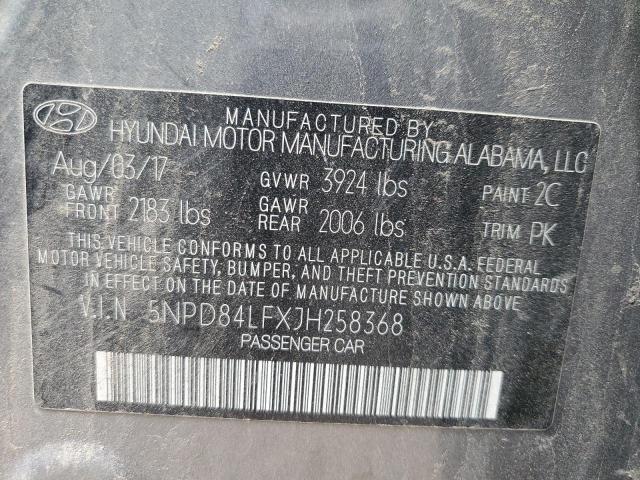 MANUFACTURED BY
HYUNDAI MOTOR MANUFACTURING ALABAMA, LLC
Aug/03/17 GVWR 3924 lbs PAINT 2C
GAWR FRONT 2183 lbs GAWR REAR 2006 lbs TRIM PK
THIS VEHICLE CONFORMS TO ALL APPLICABLE U.S.A. FEDERAL
MOTOR VEHICLE SAFETY, BUMPER, AND THEFT PREVENTION STANDARDS
IN EFFECT ON THE DATE OF MANUFACTURE SHOWN ABOVE.
V.I.N 5NPD84LFXJH258368
PASSENGER CAR